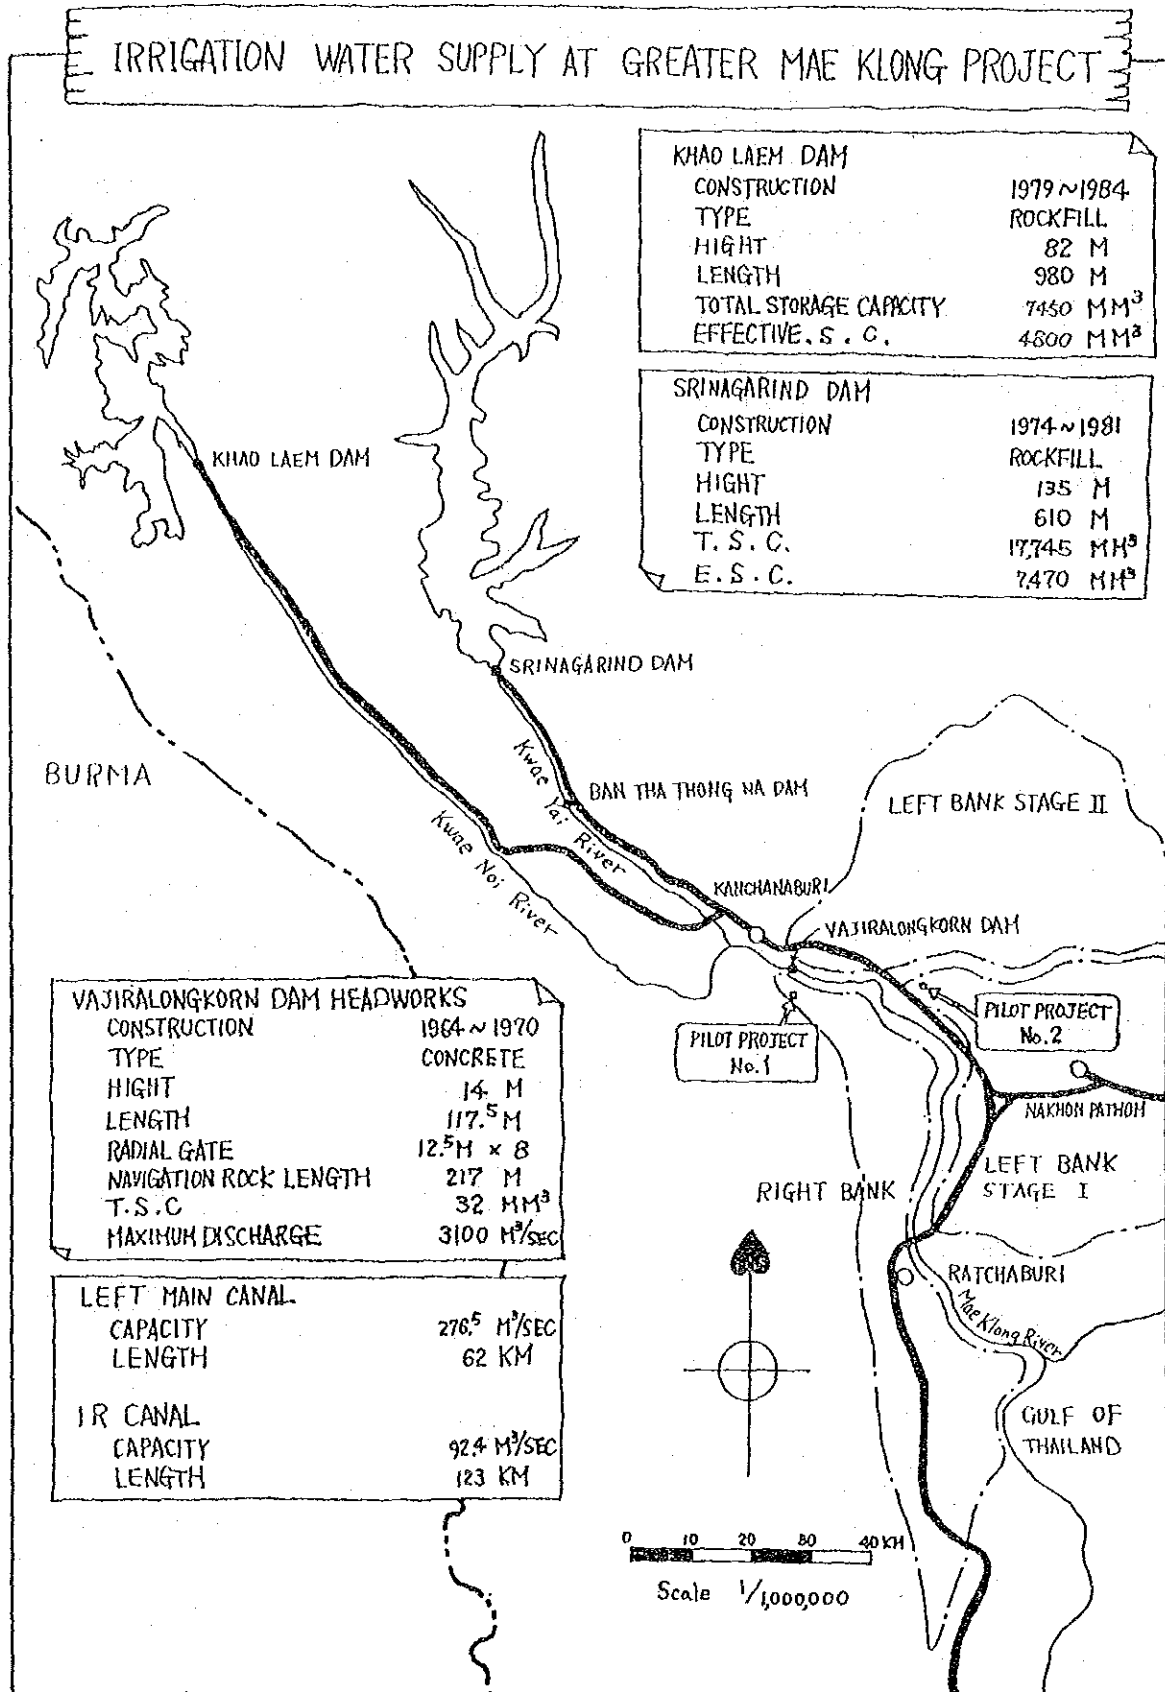 IRRIGATION WATER SUPPLY AT GREATER MAE KLONG PROJECT
KHAO LAEM DAM
CONSTRUCTION 1979~1984
TYPE ROCKFILL
HIGHT 82 M
LENGTH 980 M
TOTAL STORAGE CAPACITY 7450 MM³
EFFECTIVE. S. C. 4800 MM³
SRINAGARIND DAM
CONSTRUCTION 1974~1981
TYPE ROCKFILL
HIGHT 135 M
LENGTH 610 M
T. S. C. 17,745 MM³
E. S. C. 7,470 MM³
KHAO LAEM DAM
SRINAGARIND DAM
BURMA
Kwae Yai River
BAN THA THONG NA DAM
LEFT BANK STAGE II
Kwae Noi River
KANCHANABURI
VAJIRALONGKORN DAM
VAJIRALONGKORN DAM HEADWORKS
CONSTRUCTION 1964~1970
TYPE CONCRETE
HIGHT 14 M
LENGTH 117.⁵ M
RADIAL GATE 12.⁵M × 8
NAVIGATION ROCK LENGTH 217 M
T.S.C 32 MM³
MAXIMUM DISCHARGE 3100 M³/SEC
PILOT PROJECT
No.1
PILOT PROJECT
No.2
NAKHON PATHOM
LEFT BANK
STAGE I
RIGHT BANK
RATCHABURI
Mae Klong River
LEFT MAIN CANAL
CAPACITY 276.⁵ M³/SEC
LENGTH 62 KM
1R CANAL
CAPACITY 92.4 M³/SEC
LENGTH 123 KM
GULF OF
THAILAND
0 10 20 30 40 KM
Scale 1/1,000,000